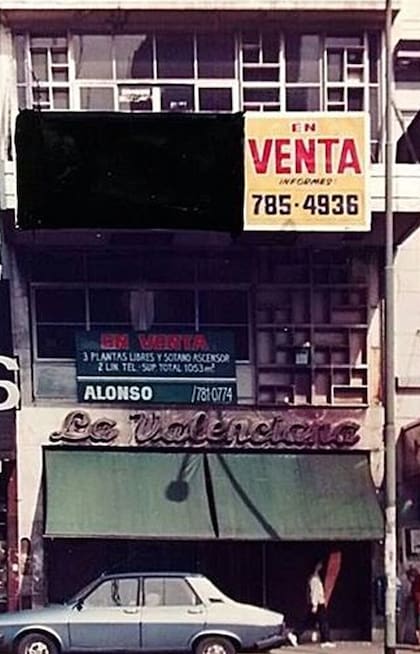 EN
VENTA
INFORMES:
785-4936
EN VENTA
3 PLANTAS LIBRES Y SOTANO ASCENSOR
2 LIN. TEL.-SUP. TOTAL 1053 m²
ALONSO /781-0774
La Valenciana
S